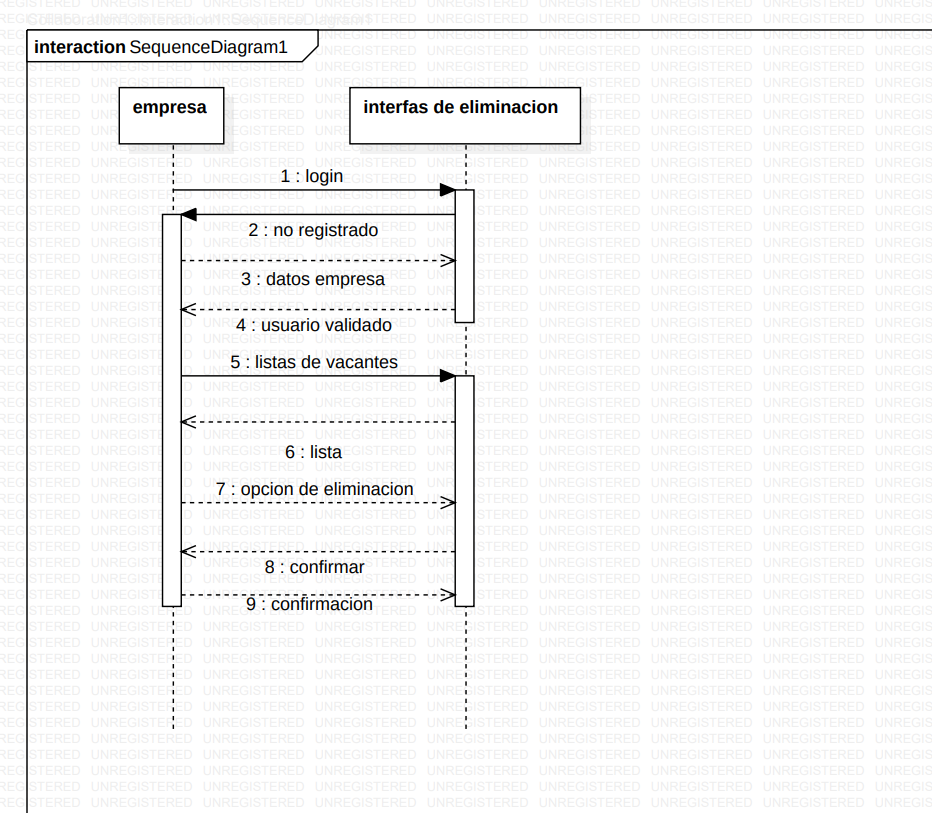 interaction SequenceDiagram1
empresa
interfas de eliminacion
1 : login
2 : no registrado
3 : datos empresa
4 : usuario validado
5 : listas de vacantes
6 : lista
7 : opcion de eliminacion
8 : confirmar
9 : confirmacion
UNREGISTERED